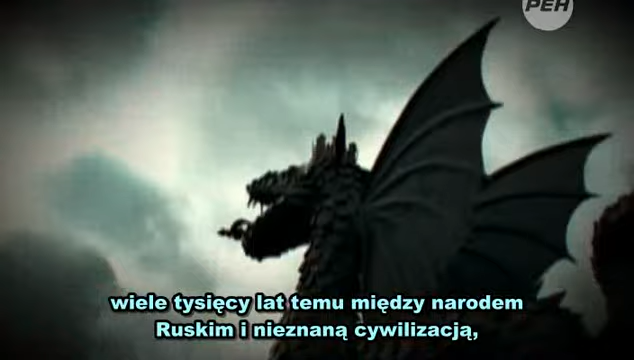 РЕН
wiele tysięcy lat temu między narodem
Ruskim i nieznaną cywilizacją,